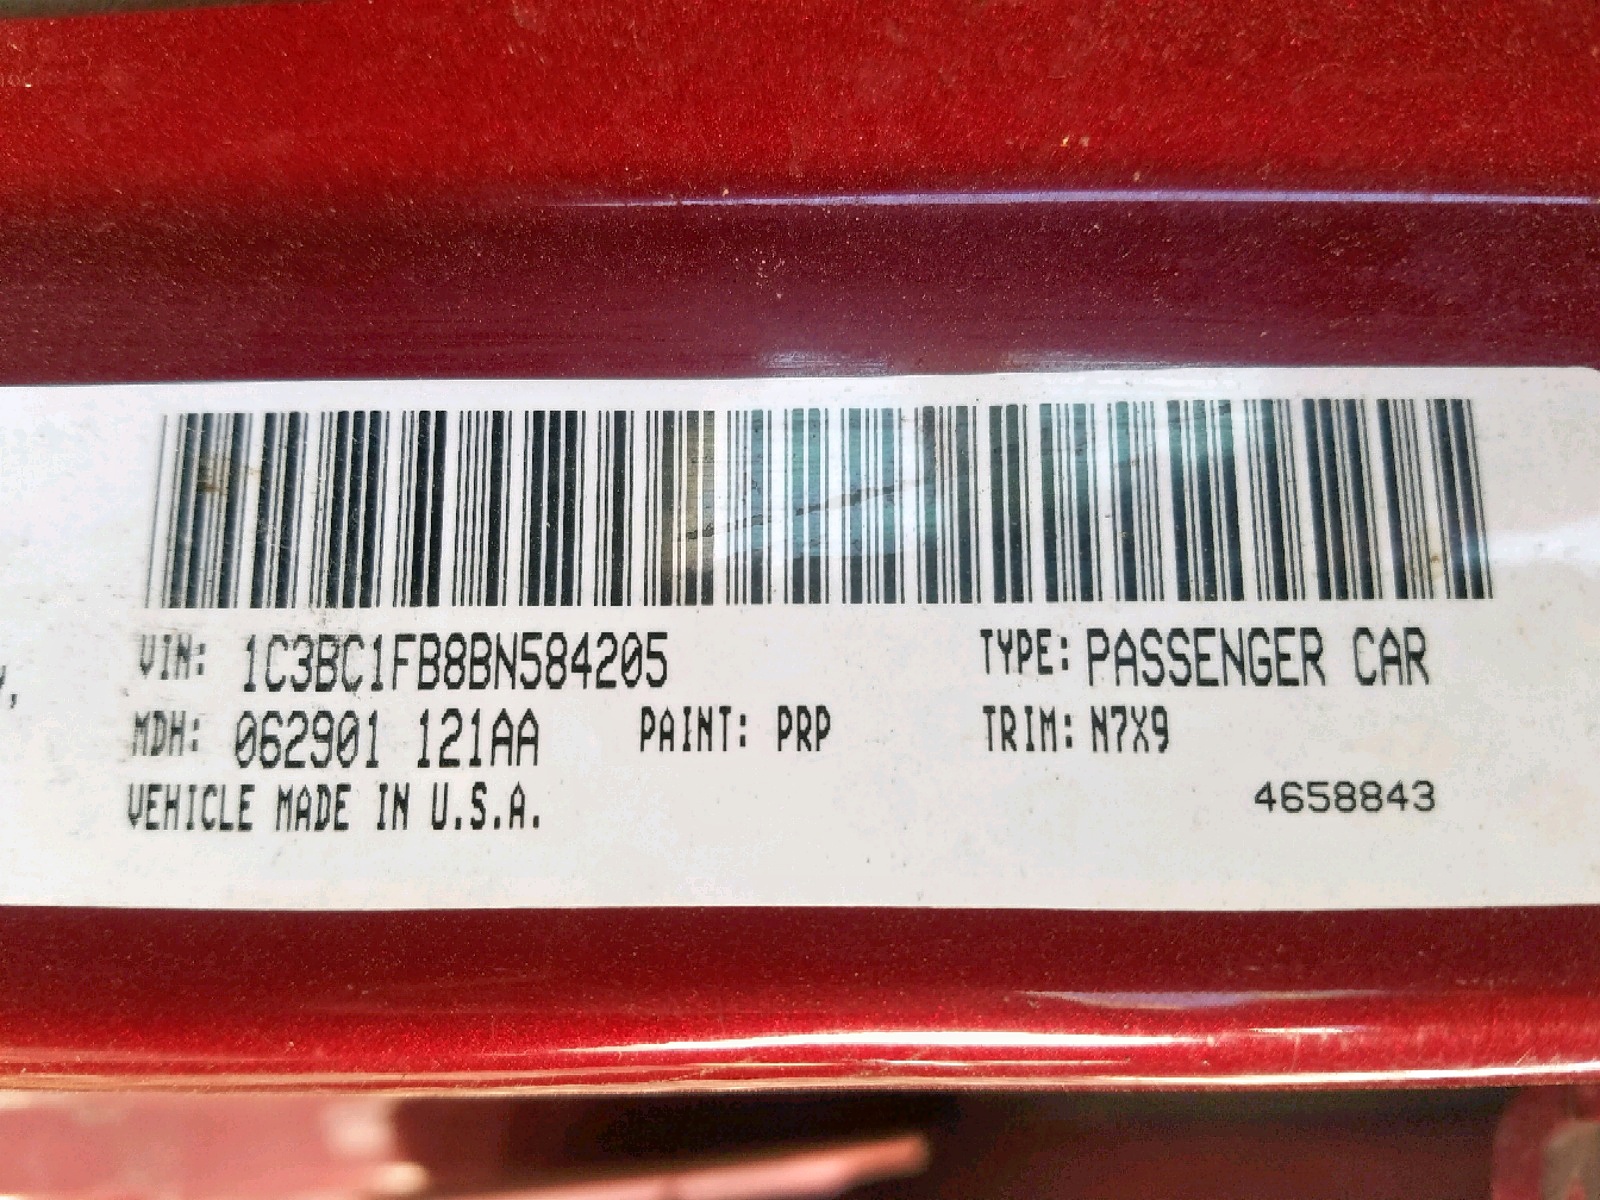 VIN: 1C3BC1FB8BN584205 TYPE: PASSENGER CAR
MDH: 062901 121AA PAINT: PRP TRIM: N7X9
VEHICLE MADE IN U.S.A. 4658843